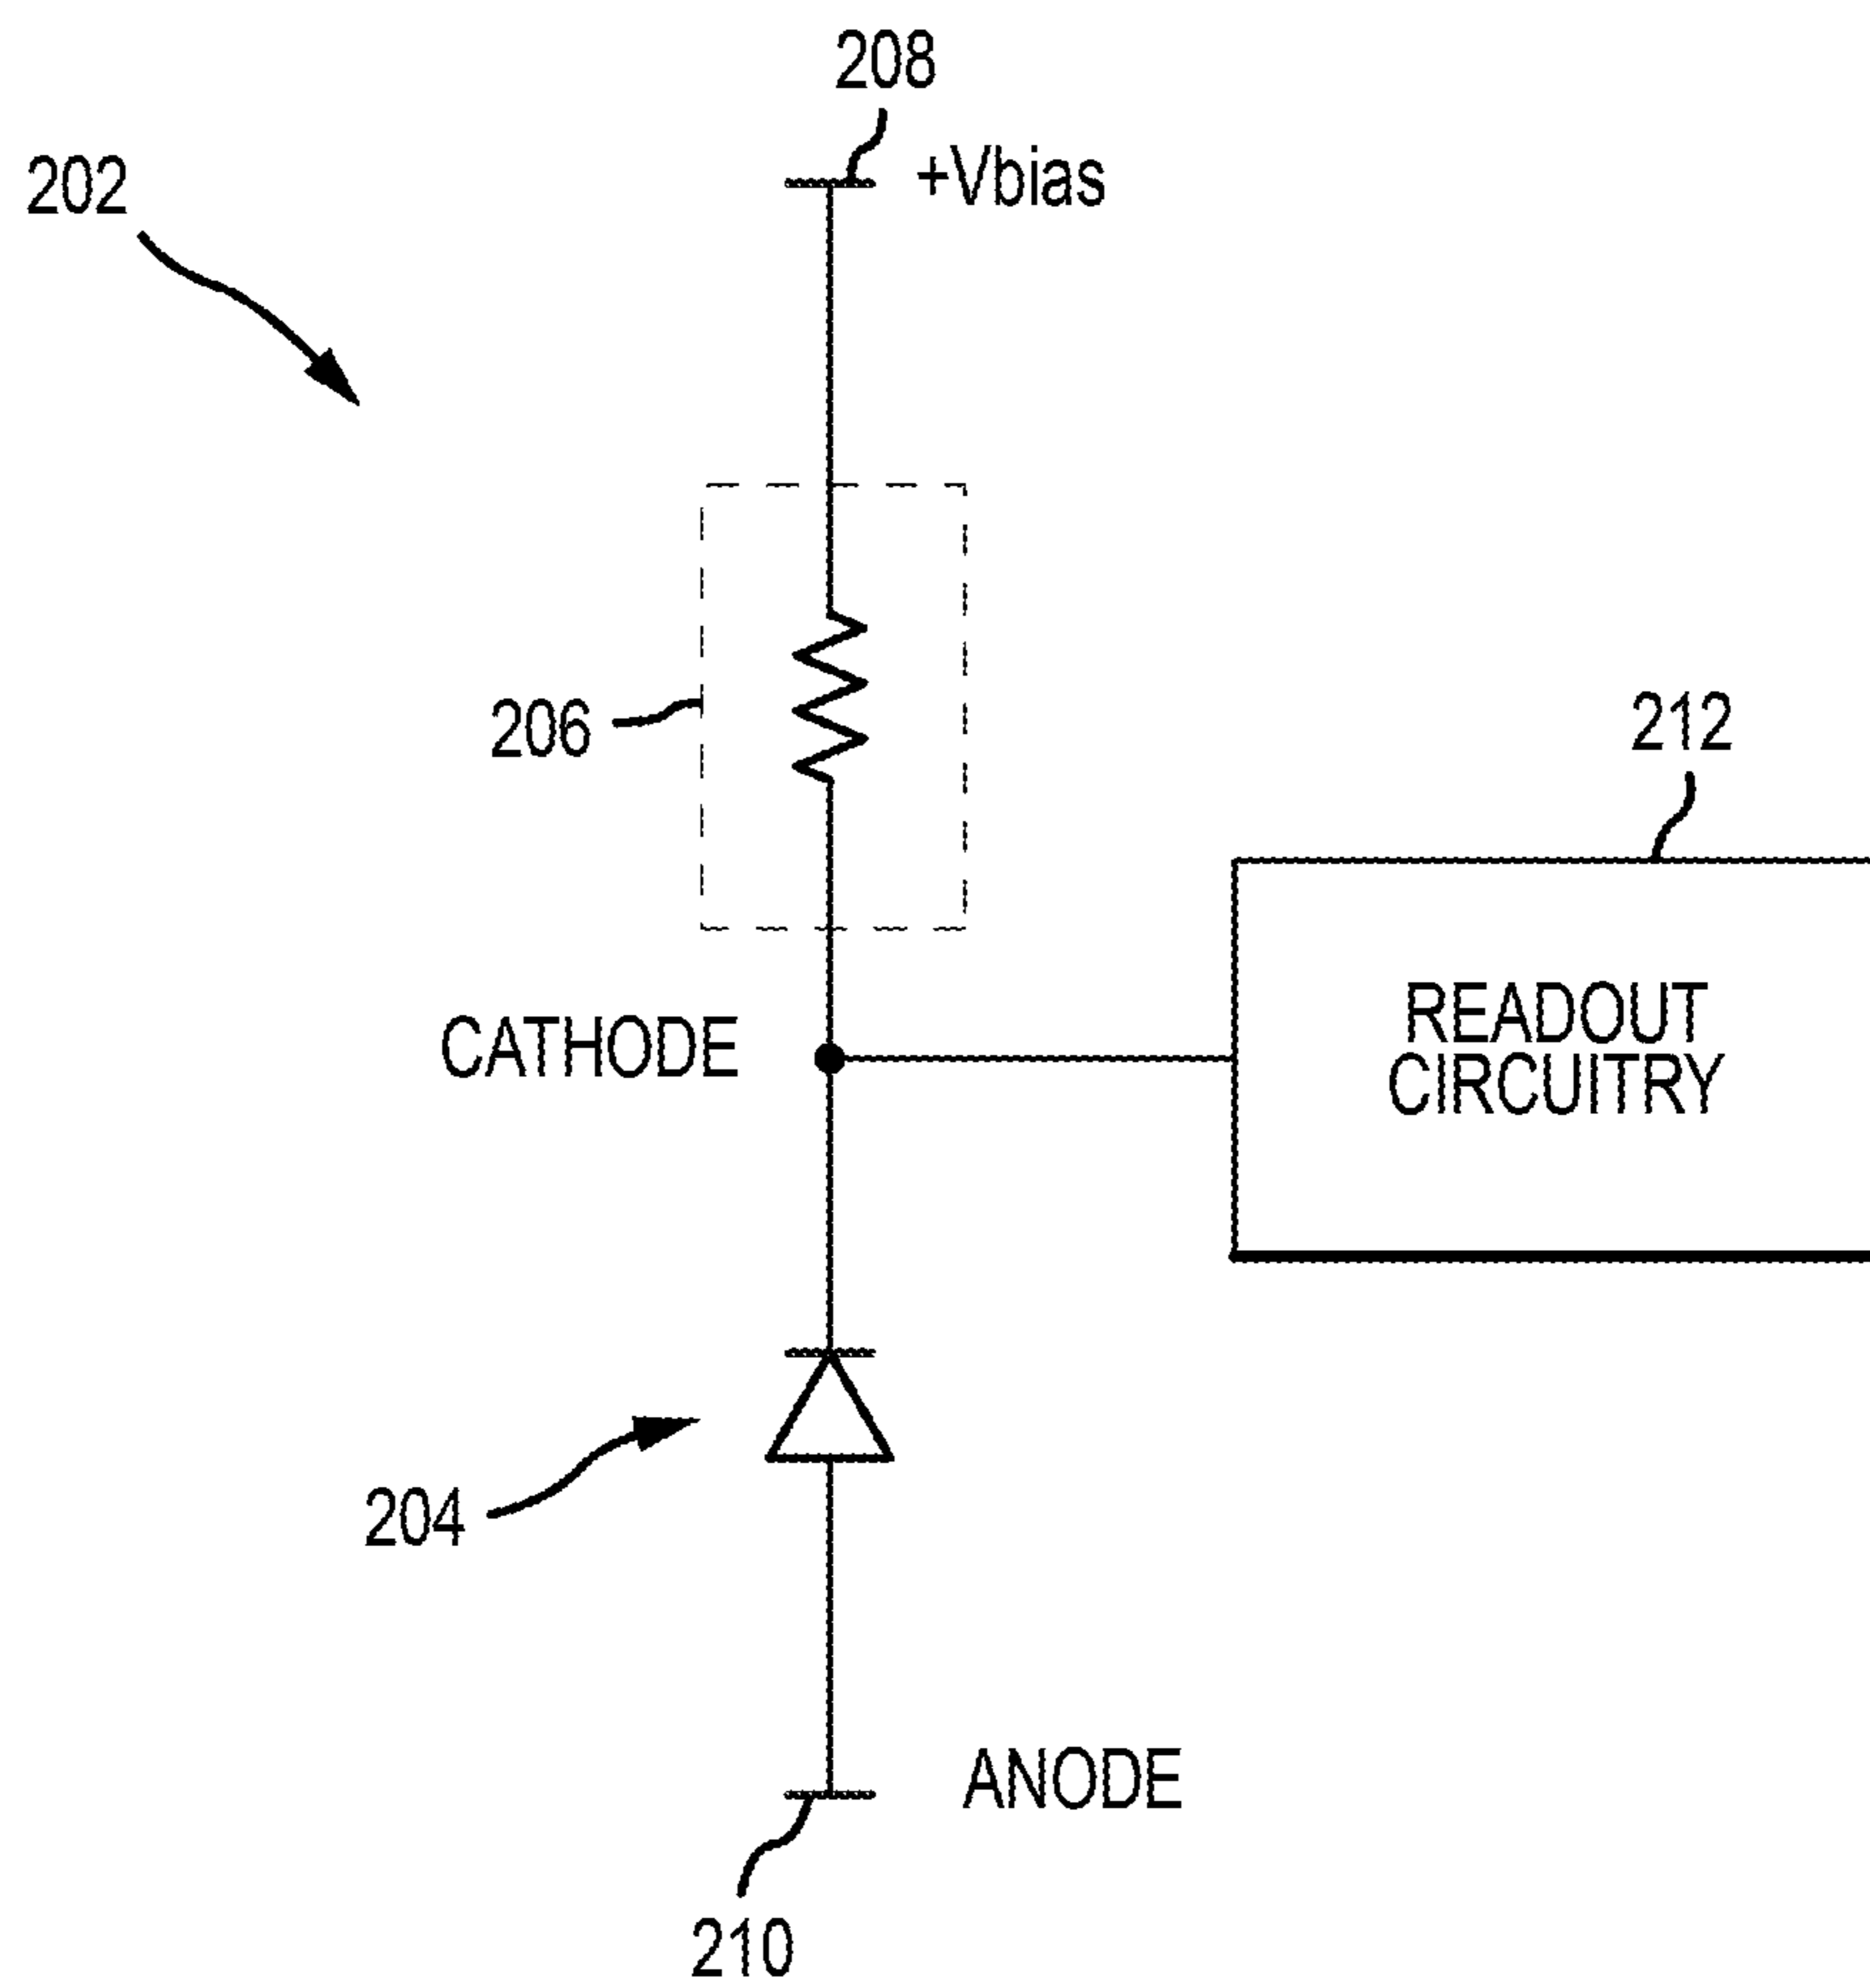 208
+Vbias
202
206
212
READOUT
CIRCUITRY
CATHODE
204
ANODE
210